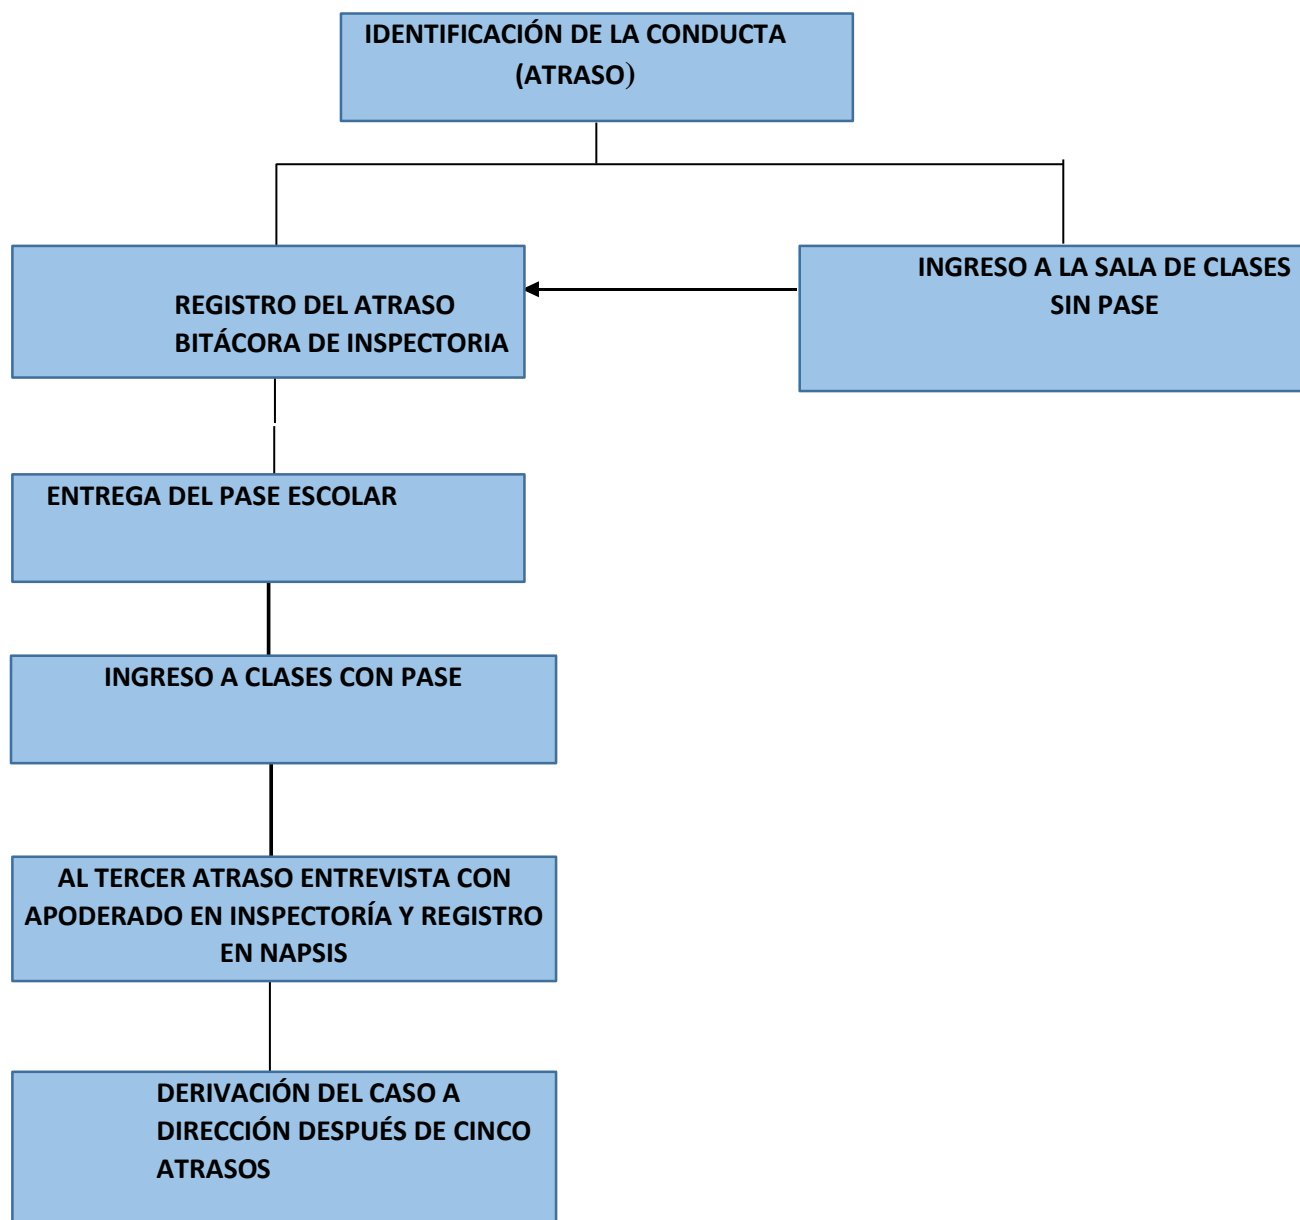 IDENTIFICACIÓN DE LA CONDUCTA
(ATRASO)
REGISTRO DEL ATRASO
BITÁCORA DE INSPECTORIA
INGRESO A LA SALA DE CLASES
SIN PASE
ENTREGA DEL PASE ESCOLAR
INGRESO A CLASES CON PASE
AL TERCER ATRASO ENTREVISTA CON
APODERADO EN INSPECTORÍA Y REGISTRO
EN NAPSIS
DERIVACIÓN DEL CASO A
DIRECCIÓN DESPUÉS DE CINCO
ATRASOS